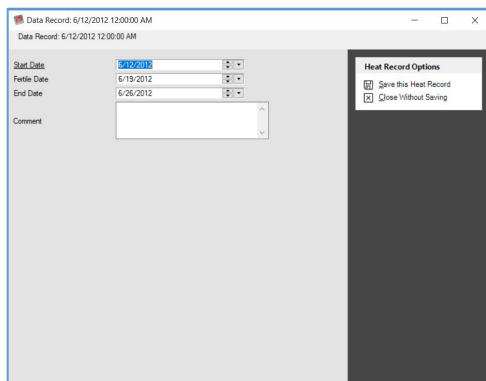 Data Record: 6/12/2012 12:00:00 AM
Data Record: 6/12/2012 12:00:00 AM
Start Date 6/12/2012
Fertile Date 6/19/2012
End Date 6/26/2012
Comment
Heat Record Options
Save this Heat Record
Close Without Saving